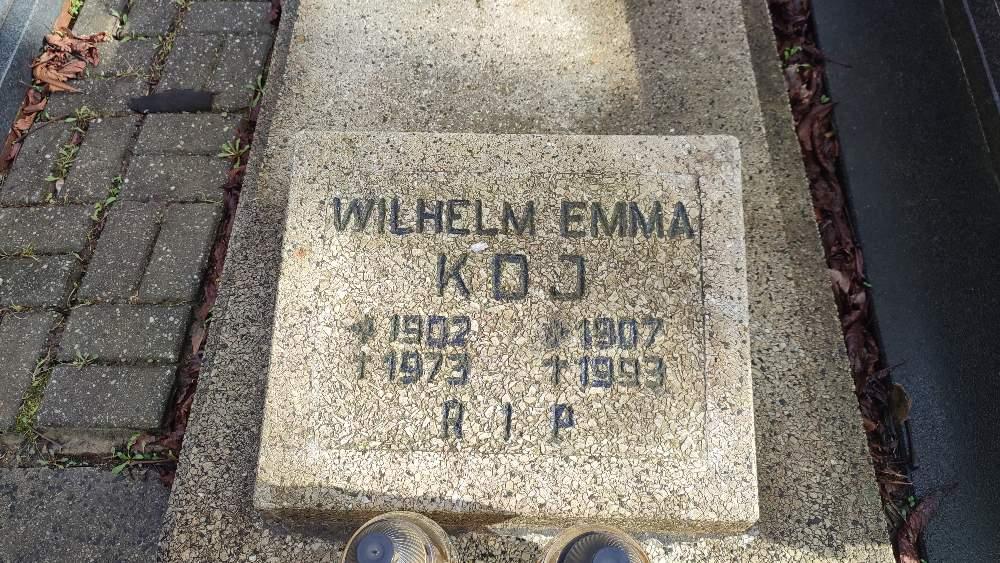 WILHELM EMMA
KOJ
* 1902 * 1907
† 1973 † 1993
R I P